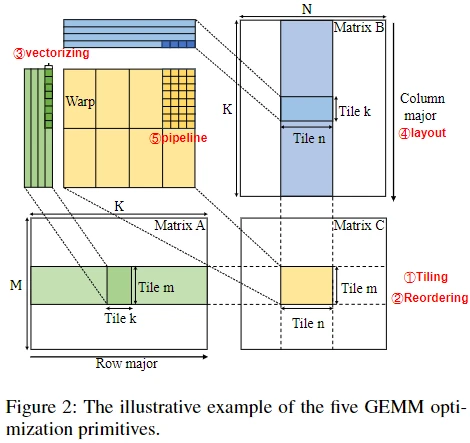 N
Matrix B
③vectorizing
Warp
K
Tile k
Column
major
④layout
⑤pipeline
Tile n
K
Matrix A
Matrix C
M
Tile m
Tile m
①Tiling
②Reordering
Tile k
Tile n
Row major
Figure 2: The illustrative example of the five GEMM opti-
mization primitives.